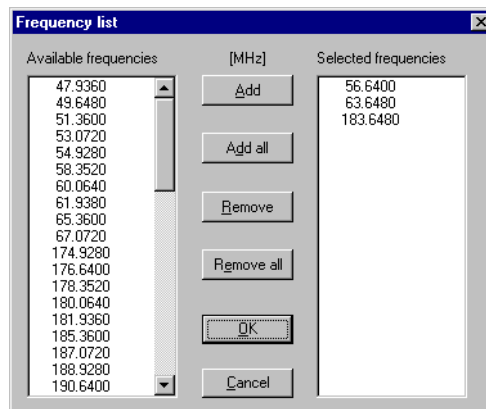 Frequency list
Available frequencies
[MHz]
Selected frequencies
47.9360
49.6480
51.3600
53.0720
54.9280
58.3520
60.0640
61.9380
65.3600
67.0720
174.9280
176.6400
178.3520
180.0640
181.9360
185.3600
187.0720
188.9280
190.6400
Add
Add all
Remove
Remove all
OK
Cancel
56.6400
63.6480
183.6480